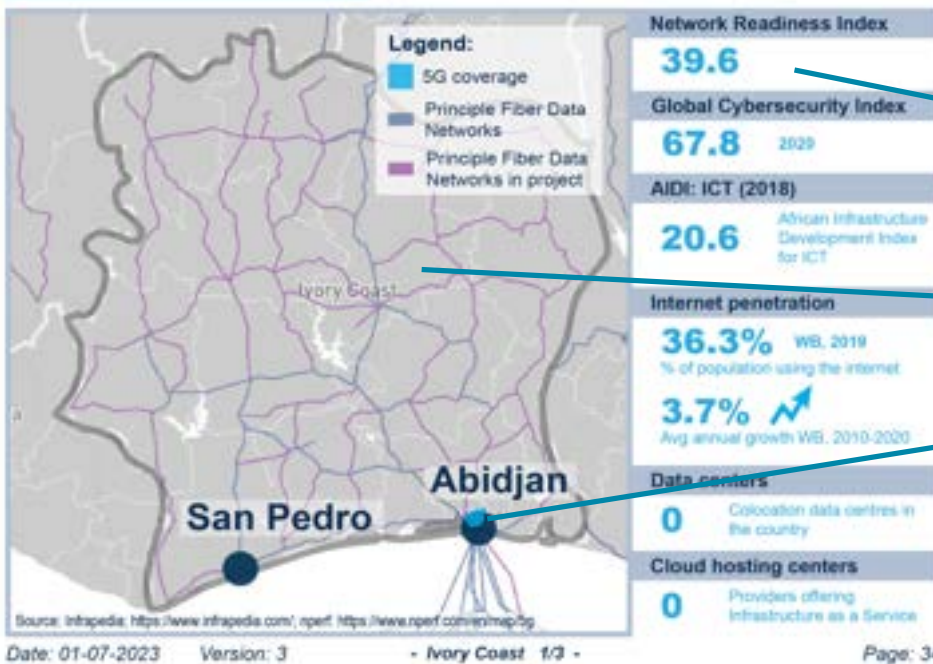 Legend:
5G coverage
Principle Fiber Data
Networks
Principle Fiber Data
Networks in project
Ivory Coast
a
San Pedro
Abidjan
Source: Infrapedia; https://www.infrapedia.com/, nperf: https://www.nperf.com/en/map/5g
Network Readiness Index
39.6
Global Cybersecurity Index
67.8 2020
AIDI: ICT (2018)
20.6
African Infrastructure
Development Index
for ICT
Internet penetration
36.3% WB, 2019
% of population using the internet
3.7%
Avg annual growth WB, 2010-2020
Data centers
0
Colocation data centres in
the country
Cloud hosting centers
0
Providers offering
Infrastructure as a Service
Date: 01-07-2023 Version: 3 - Ivory Coast 1/3 - Page: